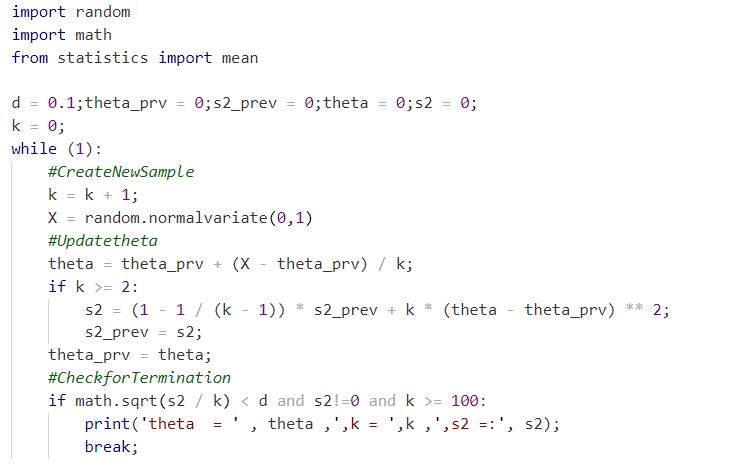 import random
import math
from statistics import mean
d = 0.1;theta_prv = 0;s2_prev = 0;theta = 0;s2 = 0;
k = 0;
while (1):
#CreateNewSample
k = k + 1;
X = random.normalvariate(0,1)
#Updatetheta
theta = theta_prv + (X - theta_prv) / k;
if k >= 2:
s2 = (1 - 1 / (k - 1)) * s2_prev + k * (theta - theta_prv) ** 2;
s2_prev = s2;
theta_prv = theta;
#CheckforTermination
if math.sqrt(s2 / k) < d and s2!=0 and k >= 100:
print('theta  = ' , theta ,',k = ',k ,',s2 =:', s2);
break;